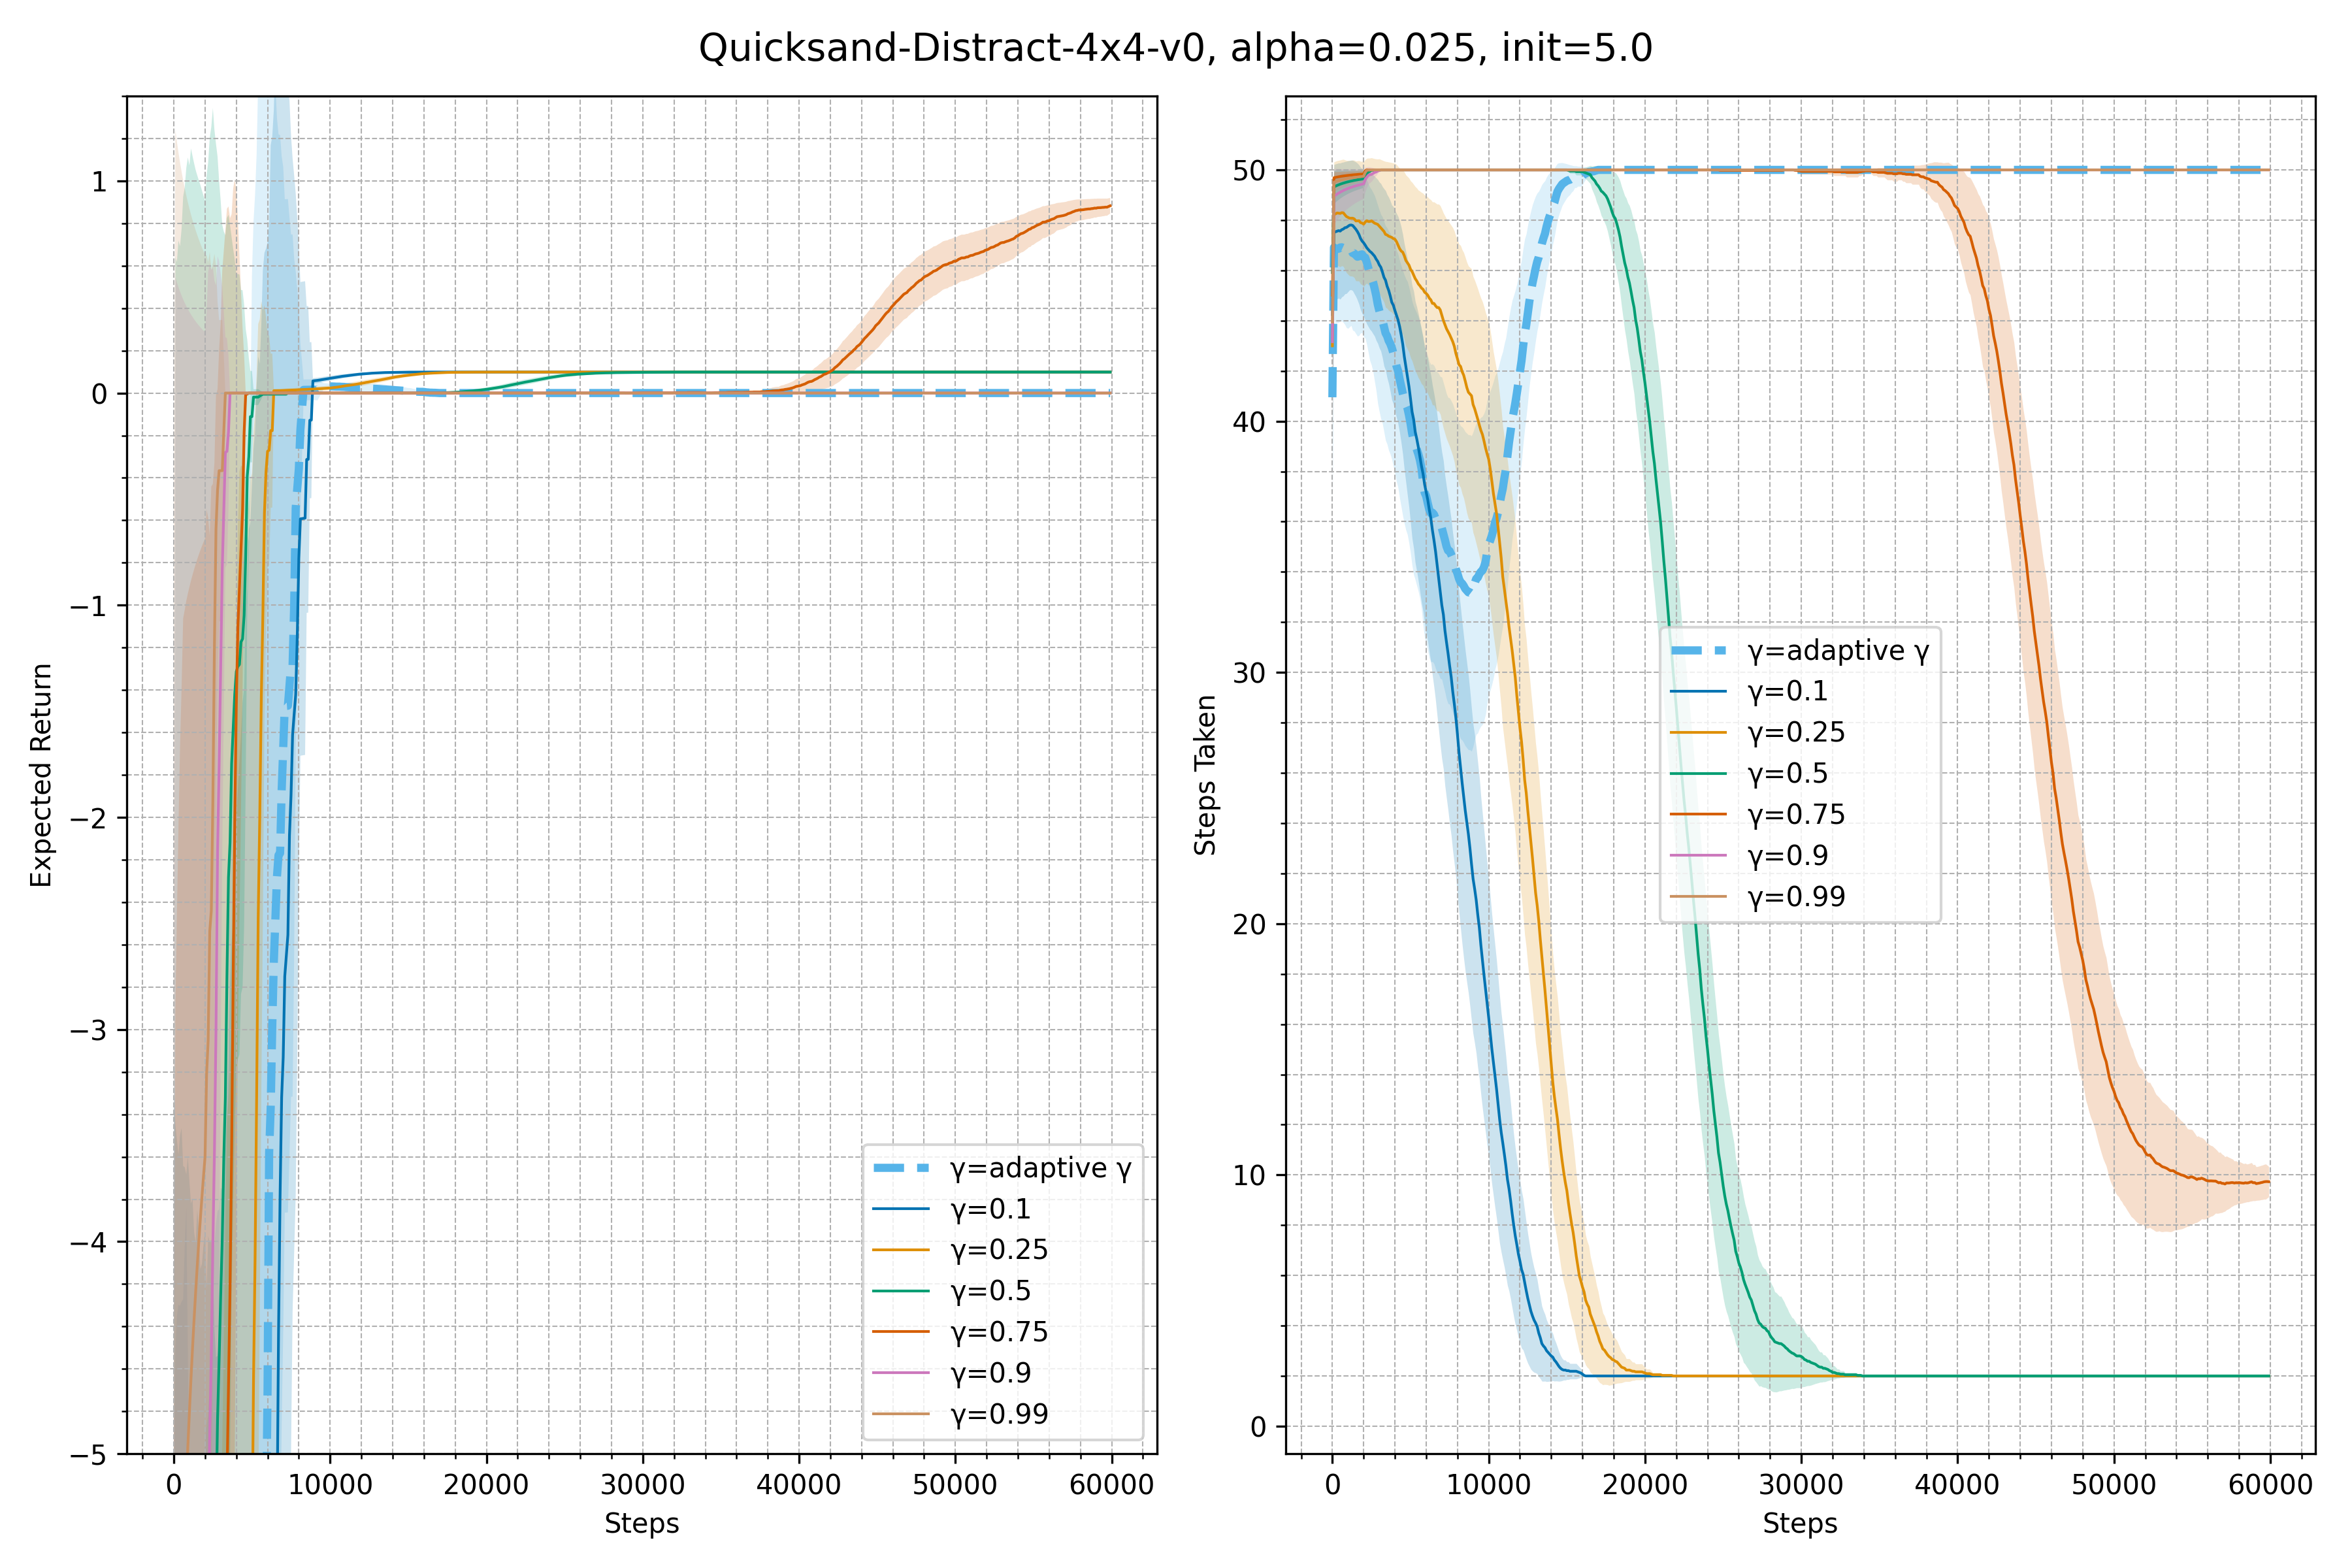 Quicksand-Distract-4x4-v0, alpha=0.025, init=5.0
Expected Return
1
0
−1
−2
−3
−4
−5
0 10000 20000 30000 40000 50000 60000
Steps
γ=adaptive γ
γ=0.1
γ=0.25
γ=0.5
γ=0.75
γ=0.9
γ=0.99
Steps Taken
50
40
30
20
10
0
0 10000 20000 30000 40000 50000 60000
Steps
γ=adaptive γ
γ=0.1
γ=0.25
γ=0.5
γ=0.75
γ=0.9
γ=0.99